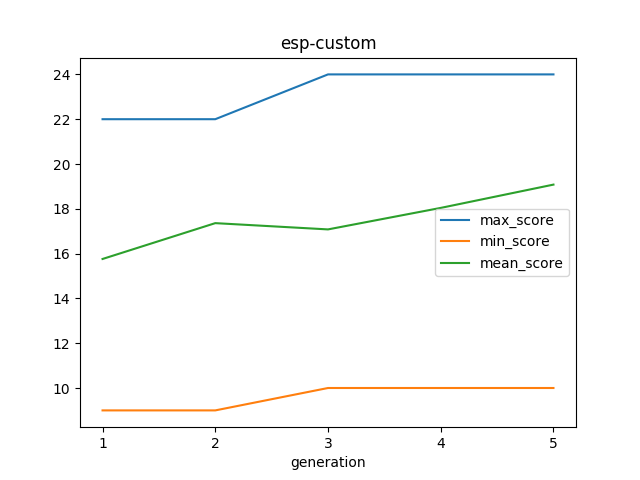 esp-custom
24
22
20
18
16
14
12
10
max_score
min_score
mean_score
1 2 3 4 5
generation